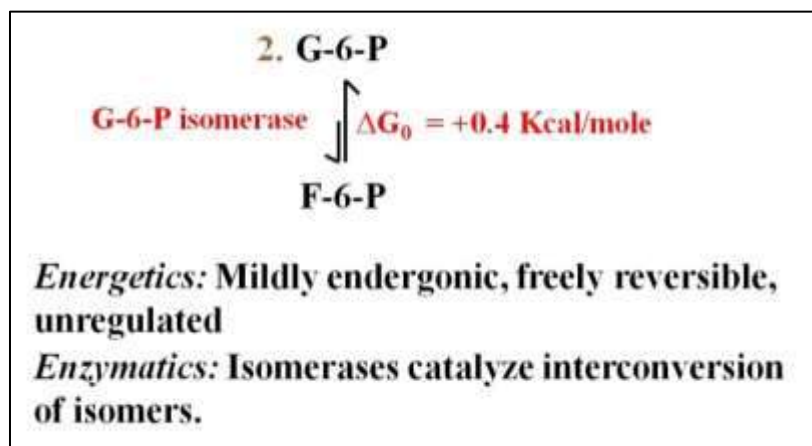 2. G-6-P
G-6-P isomerase ΔG₀ = +0.4 Kcal/mole
F-6-P
Energetics: Mildly endergonic, freely reversible,
unregulated
Enzymatics: Isomerases catalyze interconversion
of isomers.